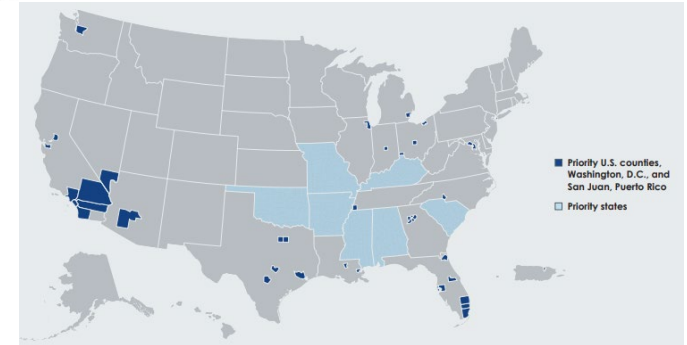 Priority U.S. counties,
Washington, D.C., and
San Juan, Puerto Rico
Priority states